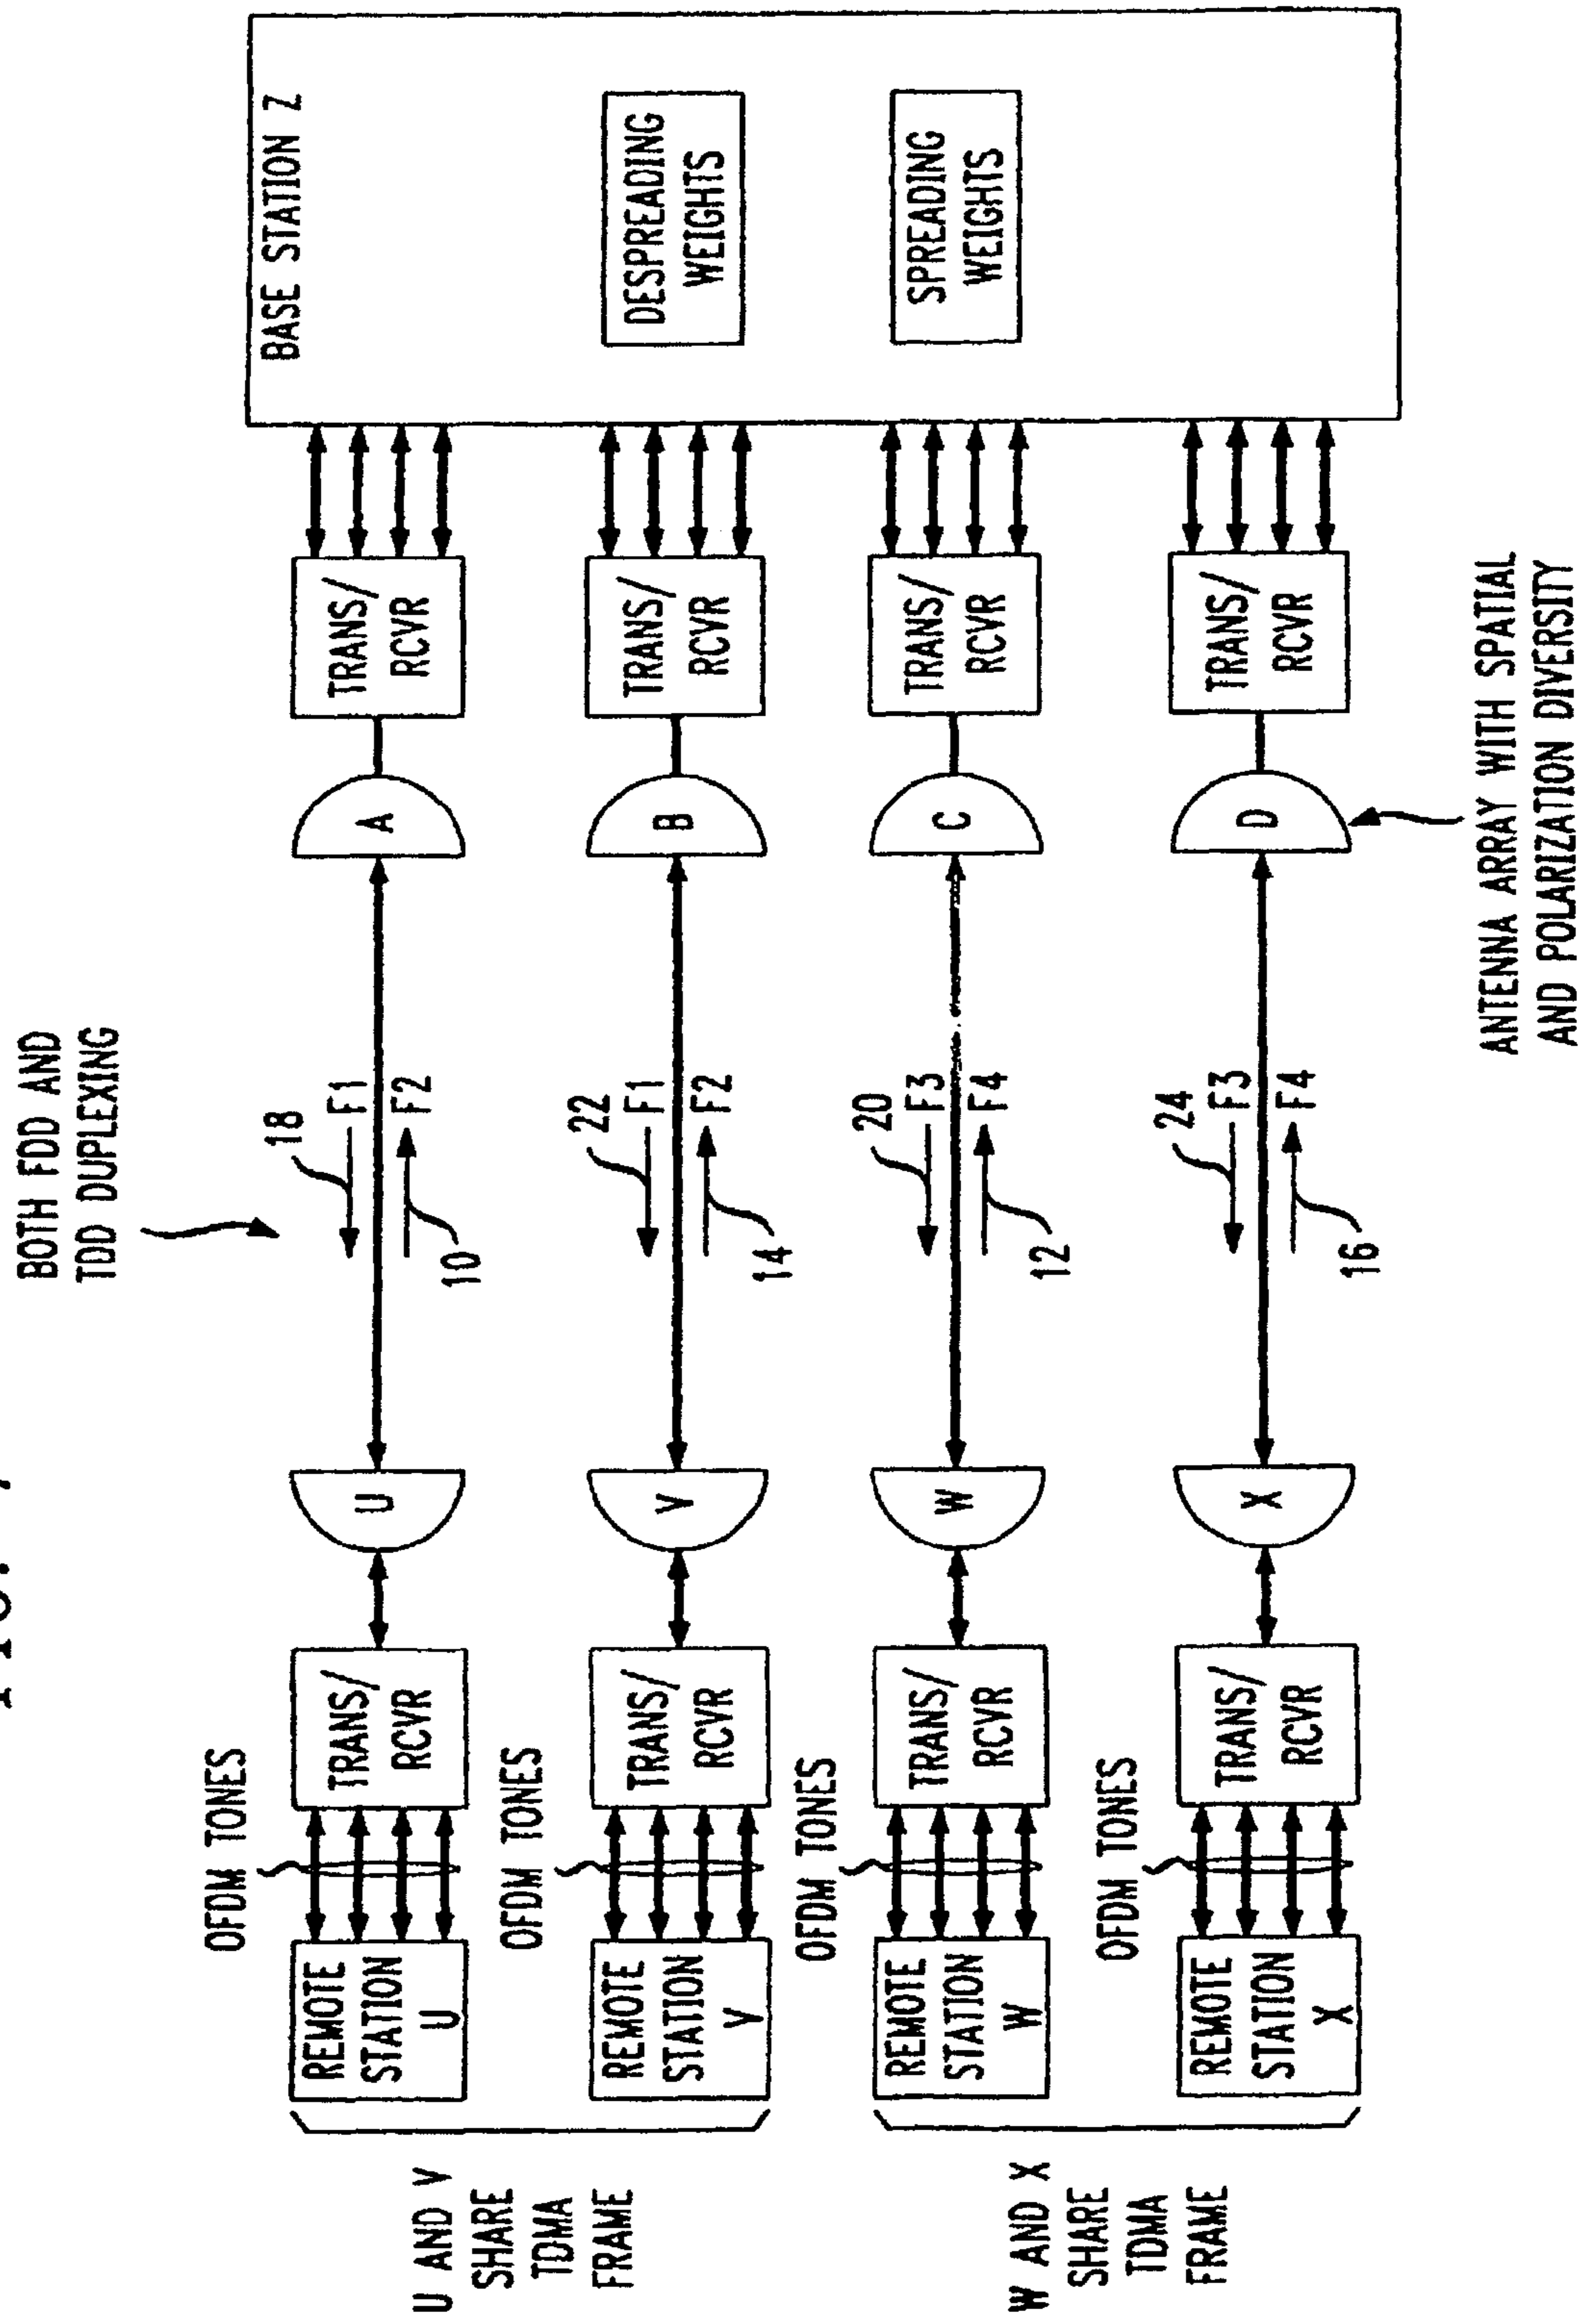 BOTH FDD AND
TDD DUPLEXING
BASE STATION Z
OFDM TONES
REMOTE
STATION
U
TRANS/
RCVR
U
18
F1
F2
10
A
TRANS/
RCVR
U AND V
SHARE
TDMA
FRAME
OFDM TONES
REMOTE
STATION
V
TRANS/
RCVR
V
22
F1
F2
14
B
TRANS/
RCVR
DESPREADING
WEIGHTS
OFDM TONES
REMOTE
STATION
W
TRANS/
RCVR
W
20
F3
F4
12
C
TRANS/
RCVR
SPREADING
WEIGHTS
W AND X
SHARE
TDMA
FRAME
OFDM TONES
REMOTE
STATION
X
TRANS/
RCVR
X
24
F3
F4
16
D
TRANS/
RCVR
ANTENNA ARRAY WITH SPATIAL
AND POLARIZATION DIVERSITY